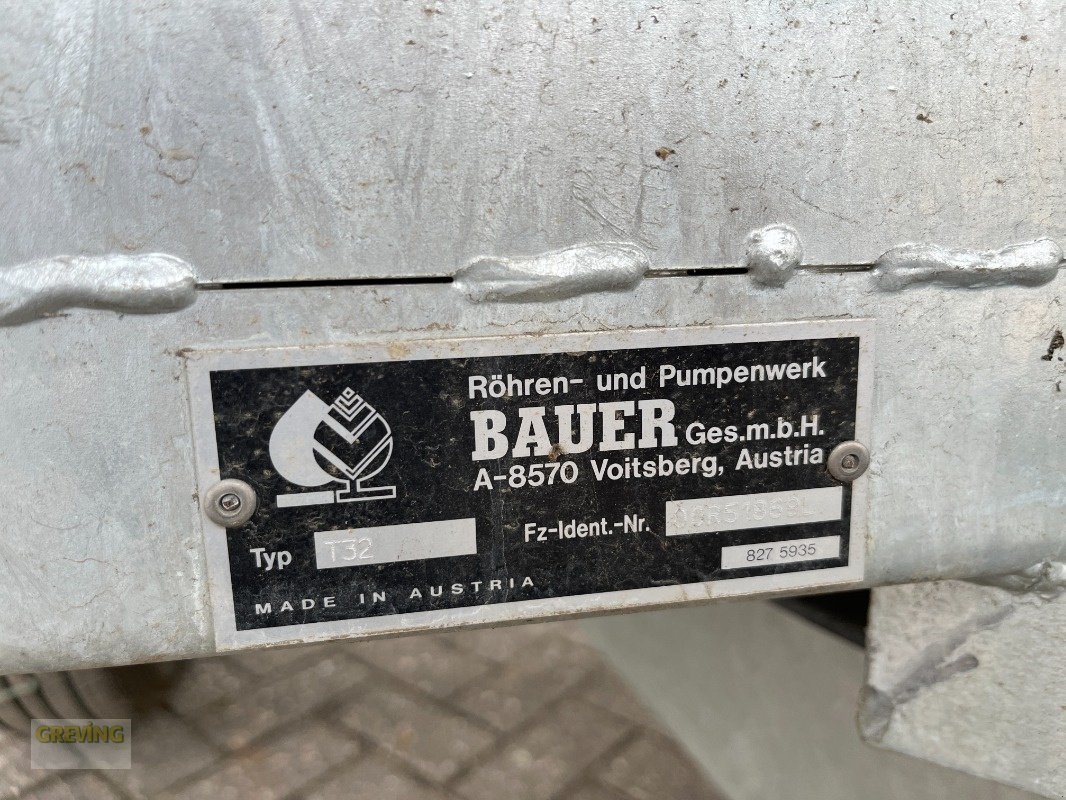 Röhren- und Pumpenwerk
BAUER Ges.m.b.H.
A-8570 Voitsberg, Austria
Typ T32
Fz-Ident.-Nr.
827 5935
MADE IN AUSTRIA
GREVING